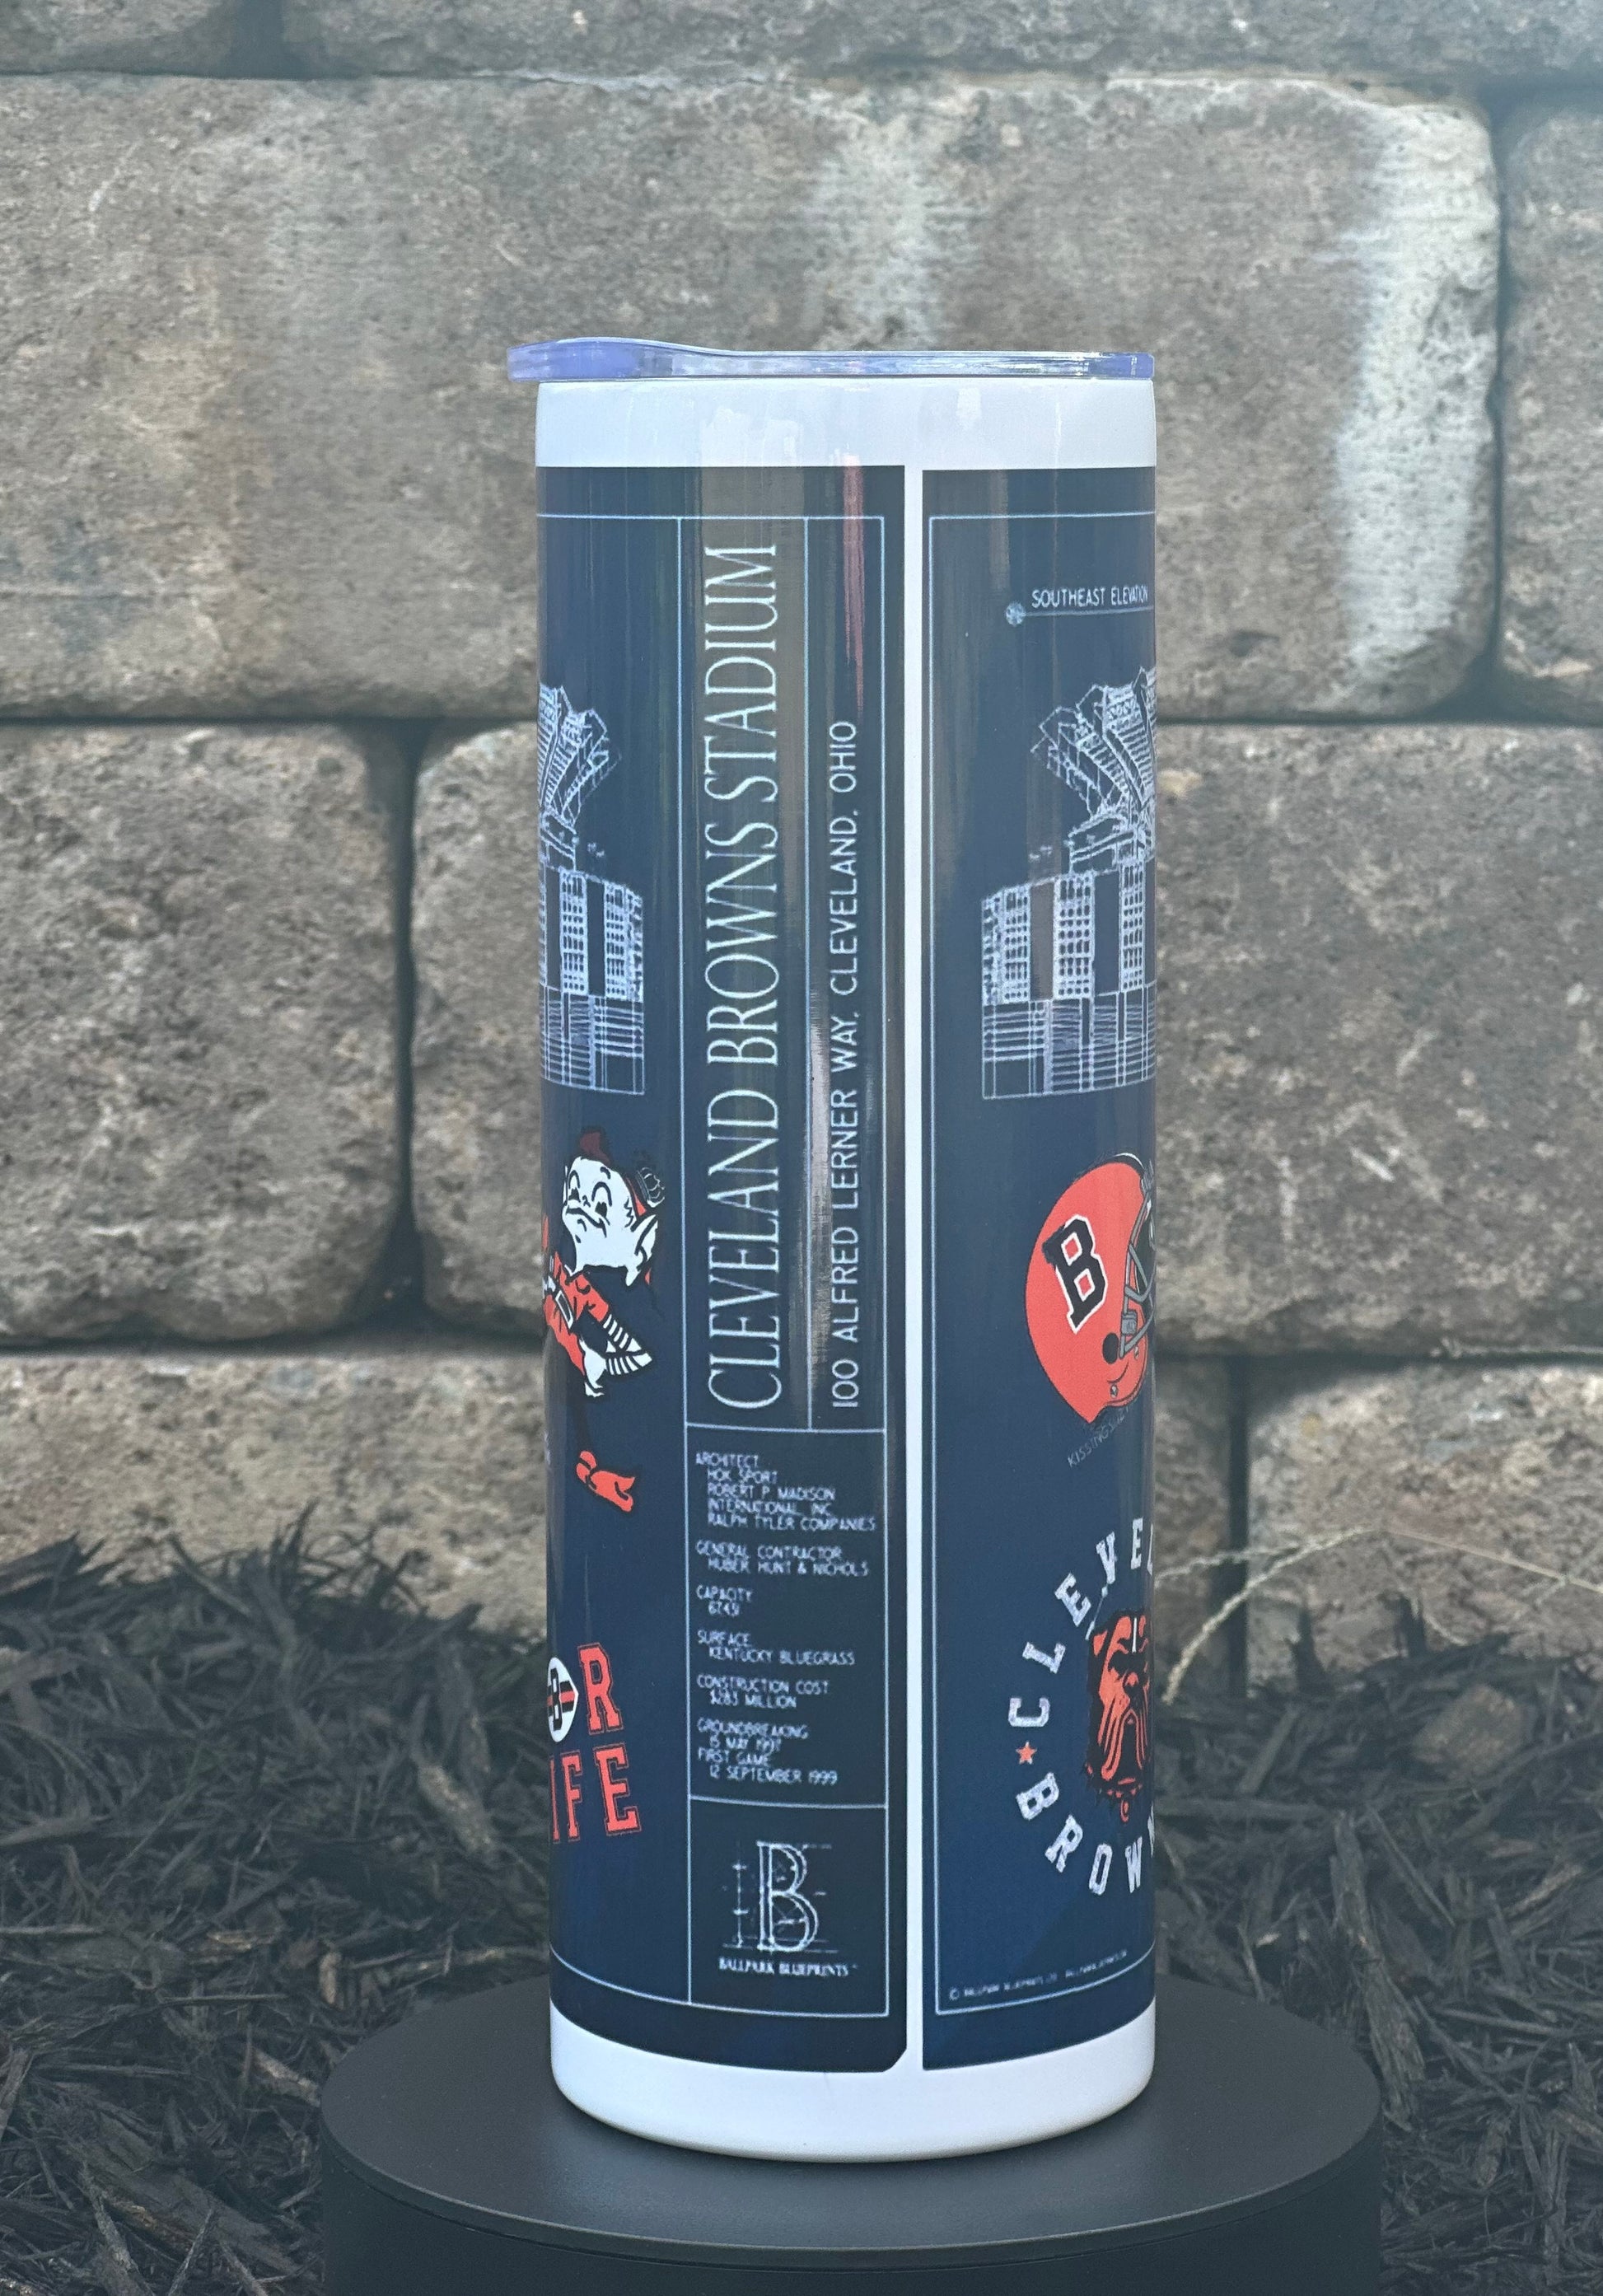 CLEVELAND BROWNS STADIUM
100 ALFRED LERNER WAY, CLEVELAND, OHIO
ARCHITECT
HOK SPORT
ROBERT P. MADISON
INTERNATIONAL, INC.
RALPH TYLER COMPANIES
GENERAL CONTRACTOR
HUBER, HUNT & NICHOLS
CAPACITY
SURFACE
KENTUCKY BLUEGRASS
CONSTRUCTION COST
$283 MILLION
GROUNDBREAKING
15 MAY 1997
FIRST GAME
12 SEPTEMBER 1999
B
BALLPARK BLUEPRINTS
B R
IFE
SOUTHEAST ELEVATION
B
CLEVE
BROW